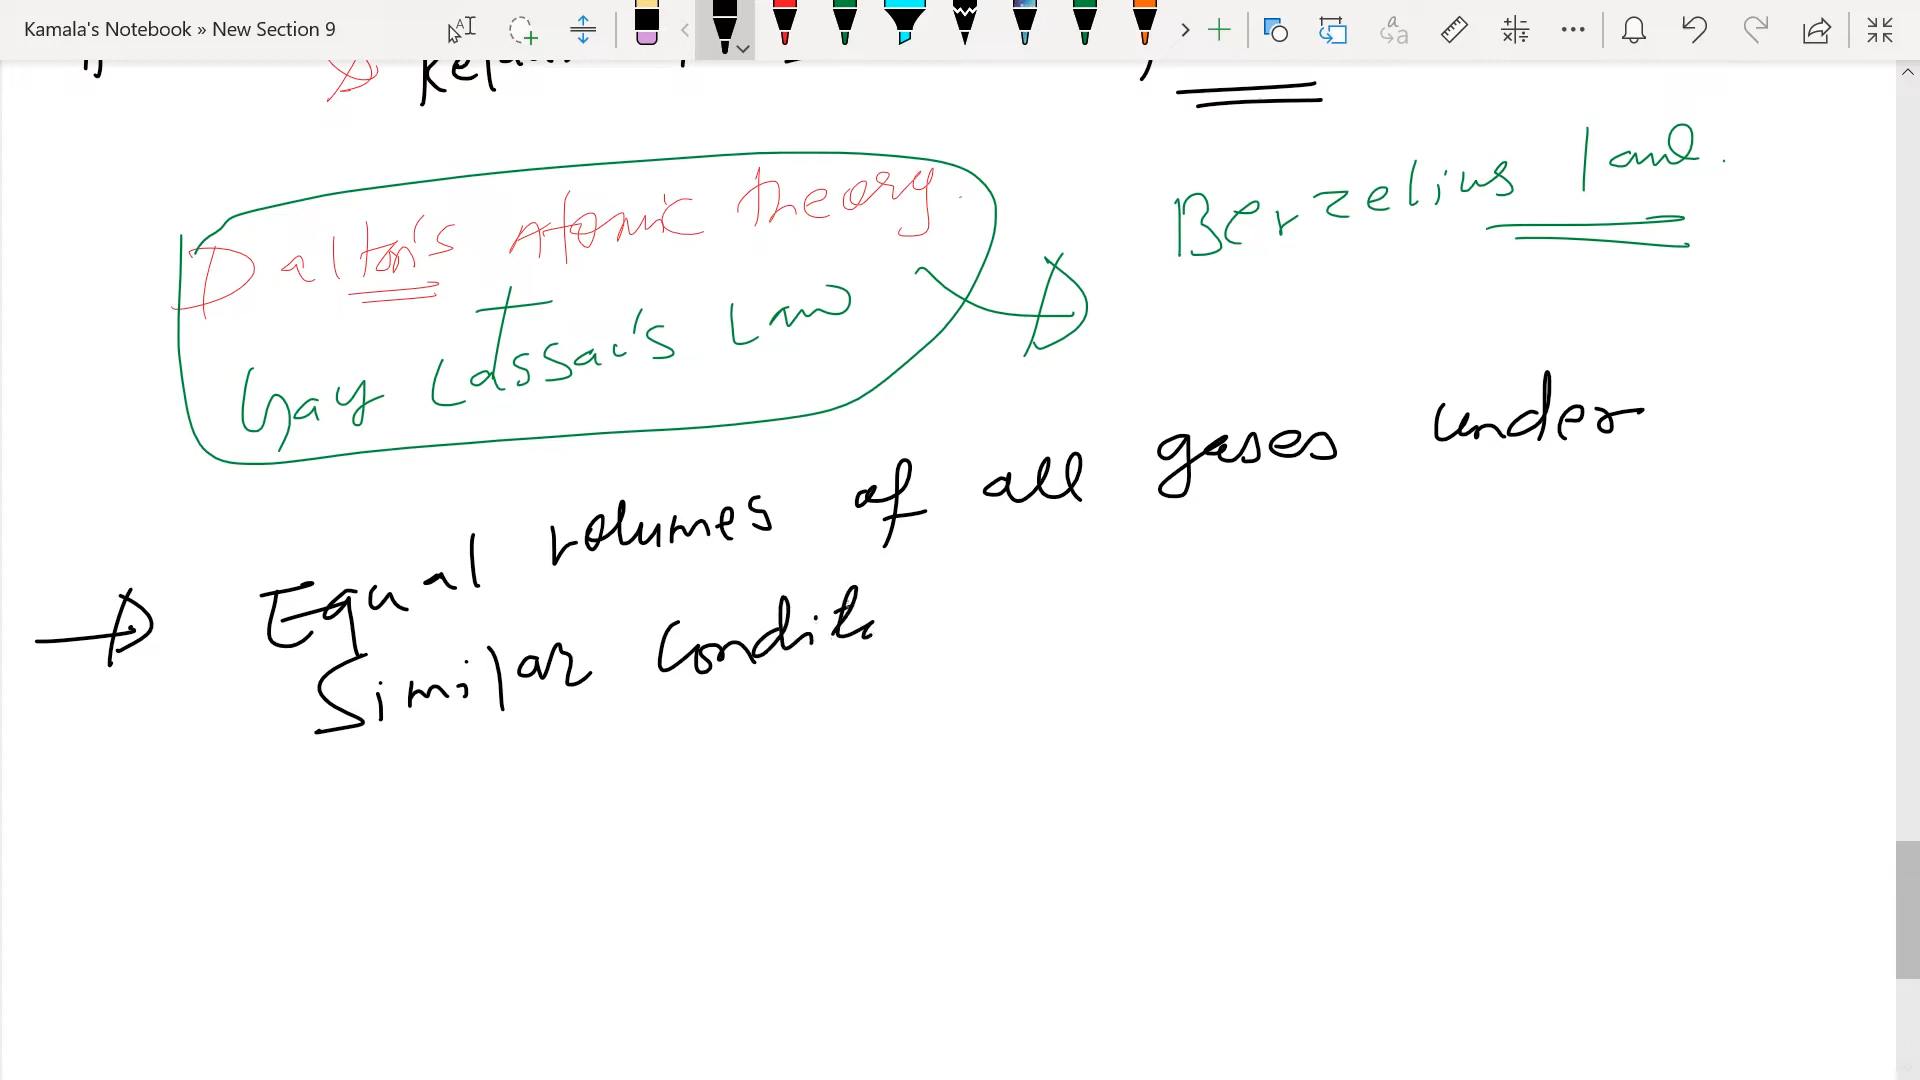 Kamala's Notebook » New Section 9
Dalton's Atomic theory.
Gay Lussac's Law
Berzelius
Equal volumes of all gases under
Similar Conditi